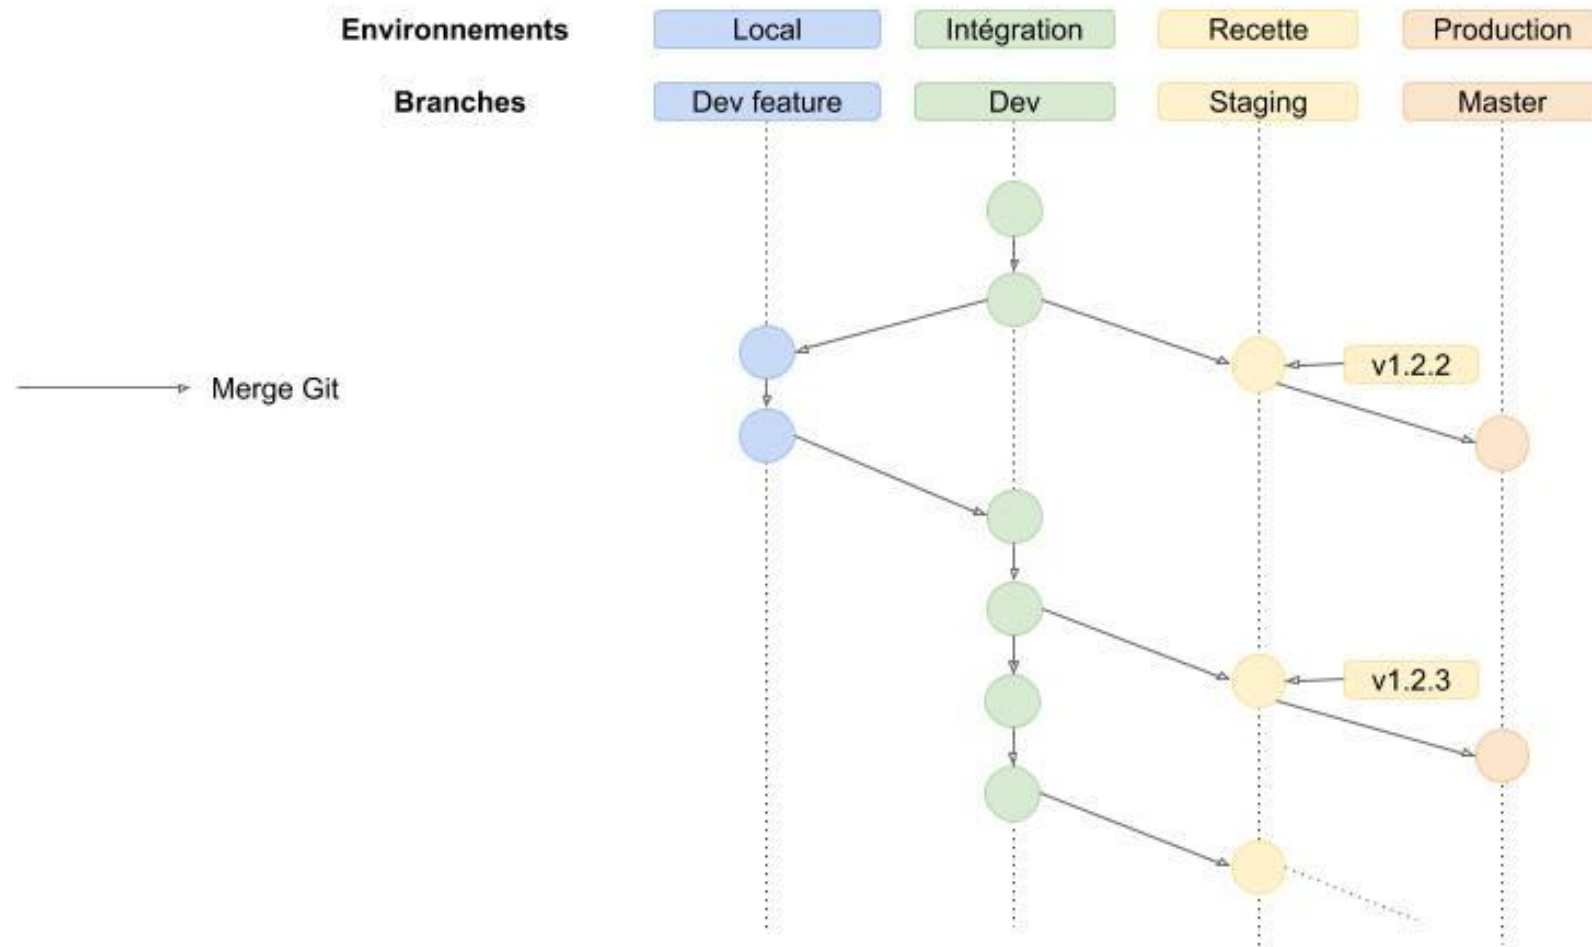 Environnements Local Intégration Recette Production
Branches Dev feature Dev Staging Master
v1.2.2
Merge Git
v1.2.3